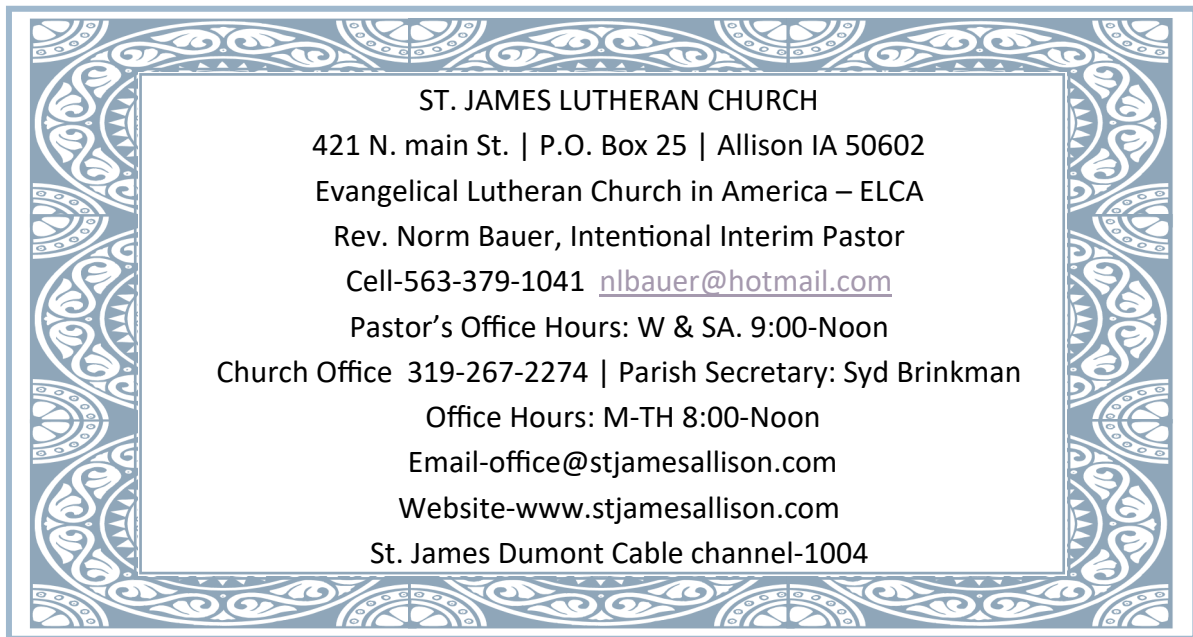 ST. JAMES LUTHERAN CHURCH
421 N. main St. | P.O. Box 25 | Allison IA 50602
Evangelical Lutheran Church in America – ELCA
Rev. Norm Bauer, Intentional Interim Pastor
Cell-563-379-1041  nlbauer@hotmail.com
Pastor’s Office Hours: W & SA. 9:00-Noon
Church Office  319-267-2274 | Parish Secretary: Syd Brinkman
Office Hours: M-TH 8:00-Noon
Email-office@stjamesallison.com
Website-www.stjamesallison.com
St. James Dumont Cable channel-1004